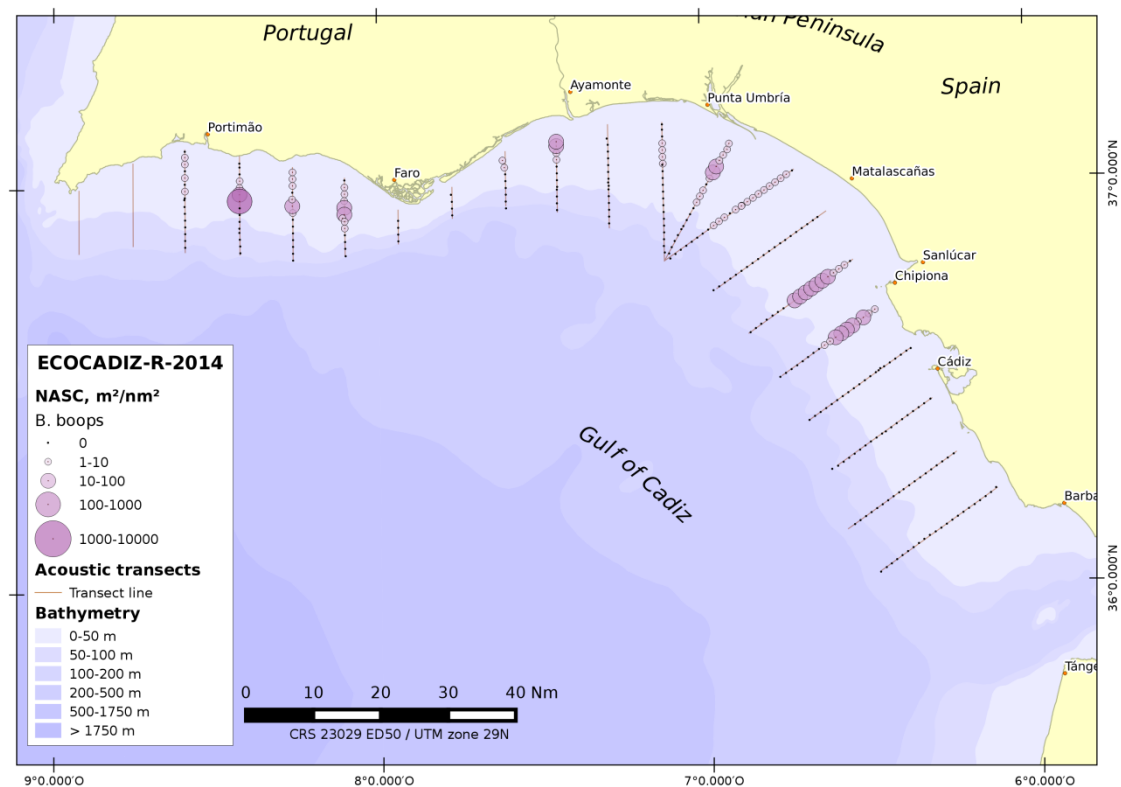 Portugal
Peninsula
Spain
Ayamonte
Punta Umbría
Portimão
Faro
Matalascañas
Sanlúcar
Chipiona
Cádiz
Gulf of Cadiz
Barba
Tánge
37°0.000'N
36°0.000'N
ECOCADIZ-R-2014
NASC, m²/nm²
B. boops
0
1-10
10-100
100-1000
1000-10000
Acoustic transects
Transect line
Bathymetry
0-50 m
50-100 m
100-200 m
200-500 m
500-1750 m
> 1750 m
0 10 20 30 40 Nm
CRS 23029 ED50 / UTM zone 29N
9°0.000'O 8°0.000'O 7°0.000'O 6°0.000'O